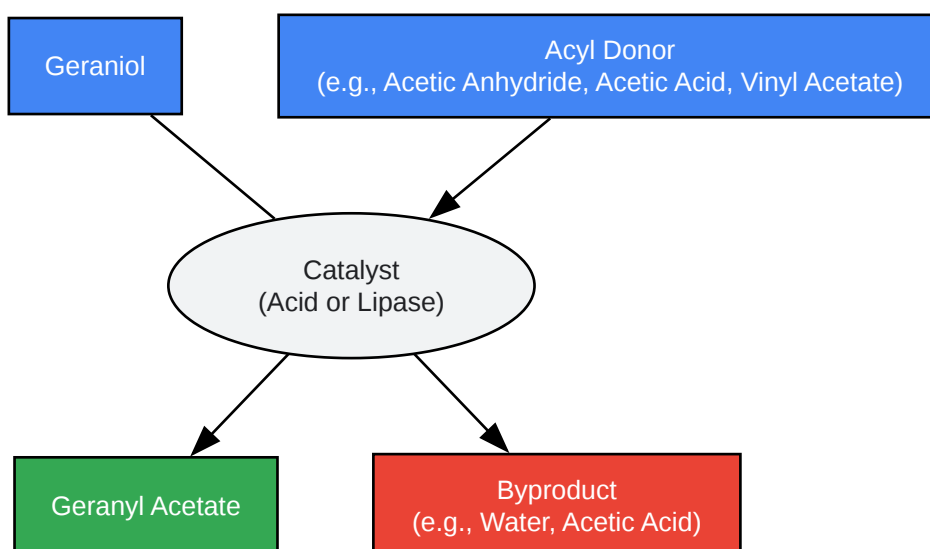 Geraniol
Acyl Donor
(e.g., Acetic Anhydride, Acetic Acid, Vinyl Acetate)
Catalyst
(Acid or Lipase)
Geranyl Acetate
Byproduct
(e.g., Water, Acetic Acid)